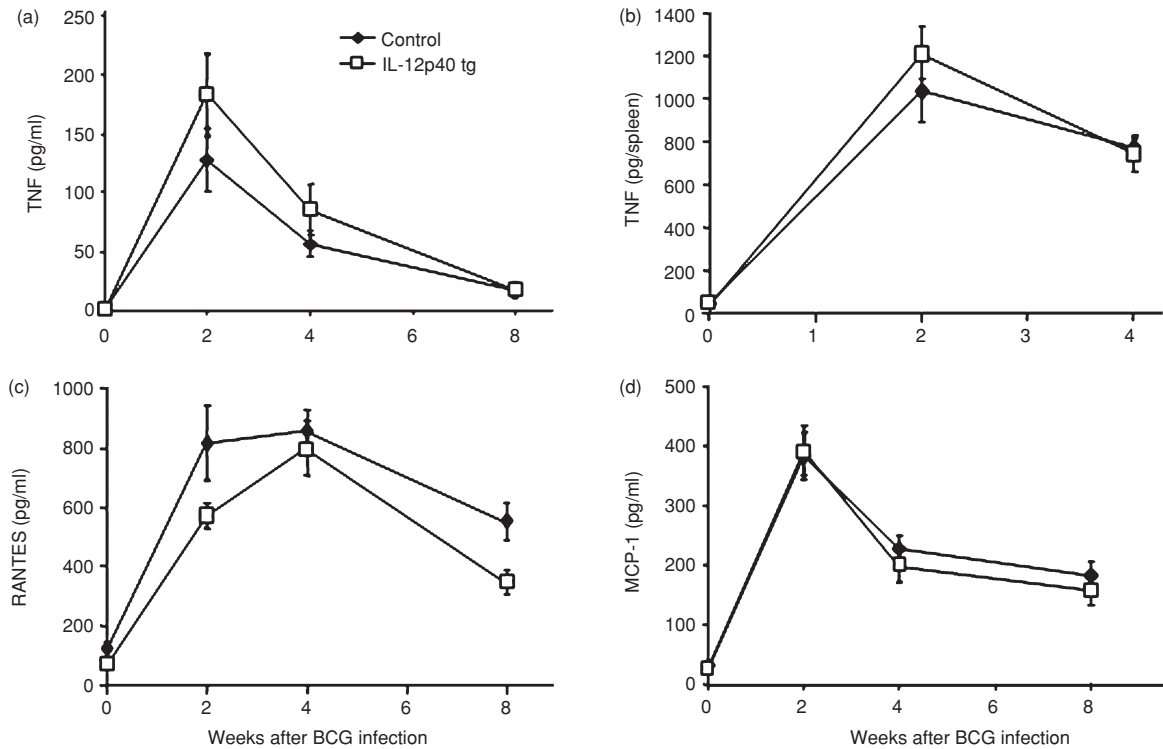 (a)
250
200
150
100
50
0
TNF (pg/ml)
Control
IL-12p40 tg
0 2 4 6 8
(b)
1400
1200
1000
800
600
400
200
0
TNF (pg/spleen)
0 1 2 3 4
(c)
1000
800
600
400
200
0
RANTES (pg/ml)
0 2 4 6 8
Weeks after BCG infection
(d)
500
400
300
200
100
0
MCP-1 (pg/ml)
0 2 4 6 8
Weeks after BCG infection